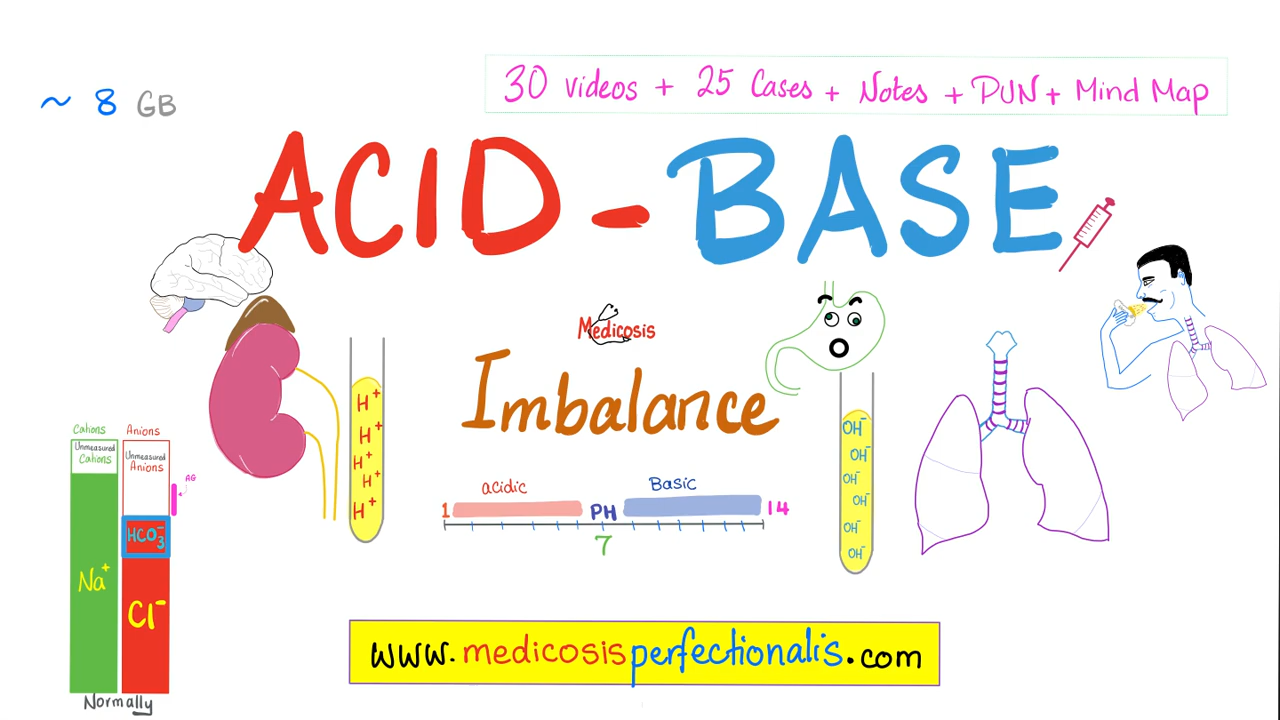 30 videos + 25 Cases + Notes + PUN + Mind Map
~ 8 GB
ACID - BASE
Medicosis
Imbalance
H+
H+
H+
H+
H+
OH-
OH-
OH-
OH-
OH-
OH-
Cations Anions
Unmeasured Cations
Unmeasured Anions
AG
HCO3-
Na+
Cl-
Normally
acidic Basic
1 PH 14
7
www.medicosisperfectionalis.com